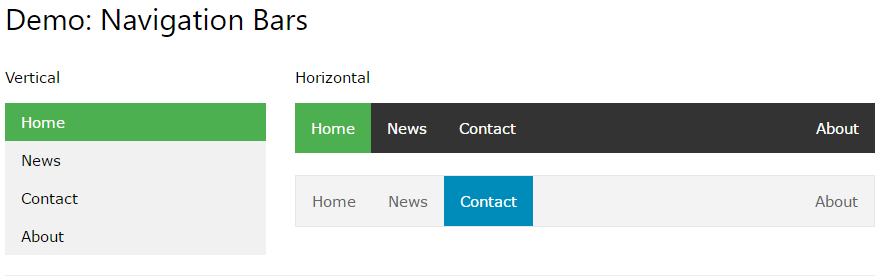 Demo: Navigation Bars
Vertical
Home
News
Contact
About
Horizontal
Home News Contact About
Home News Contact About